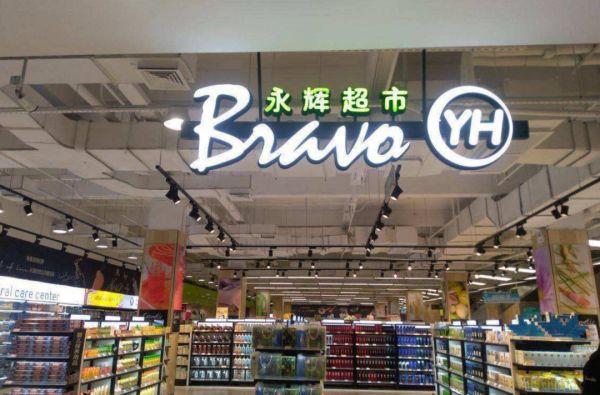 永辉超市
Bravo YH
ral care center